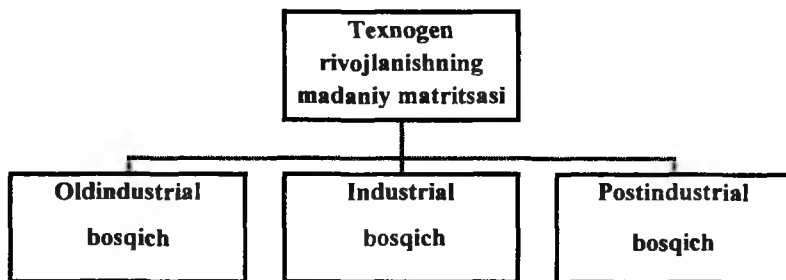 Texnogen
rivojlanishning
madaniy matritsasi
Oldindustrial
bosqich
Industrial
bosqich
Postindustrial
bosqich